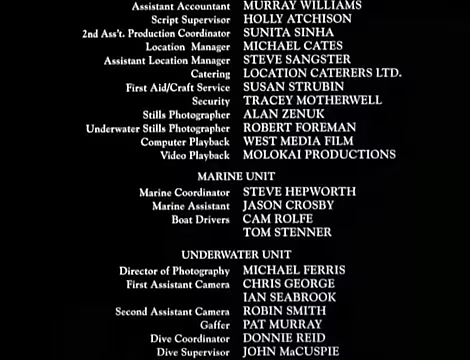 Assistant Accountant MURRAY WILLIAMS
Script Supervisor HOLLY ATCHISON
2nd Ass't. Production Coordinator SUNITA SINHA
Location Manager MICHAEL CATES
Assistant Location Manager STEVE SANGSTER
Catering LOCATION CATERERS LTD.
First Aid/Craft Service SUSAN STRUBIN
Security TRACEY MOTHERWELL
Stills Photographer ALAN ZENUK
Underwater Stills Photographer ROBERT FOREMAN
Computer Playback WEST MEDIA FILM
Video Playback MOLOKAI PRODUCTIONS
MARINE UNIT
Marine Coordinator STEVE HEPWORTH
Marine Assistant JASON CROSBY
Boat Drivers CAM ROLFE
TOM STENNER
UNDERWATER UNIT
Director of Photography MICHAEL FERRIS
First Assistant Camera CHRIS GEORGE
IAN SEABROOK
Second Assistant Camera ROBIN SMITH
Gaffer PAT MURRAY
Dive Coordinator DONNIE REID
Dive Supervisor JOHN MaCUSPIE